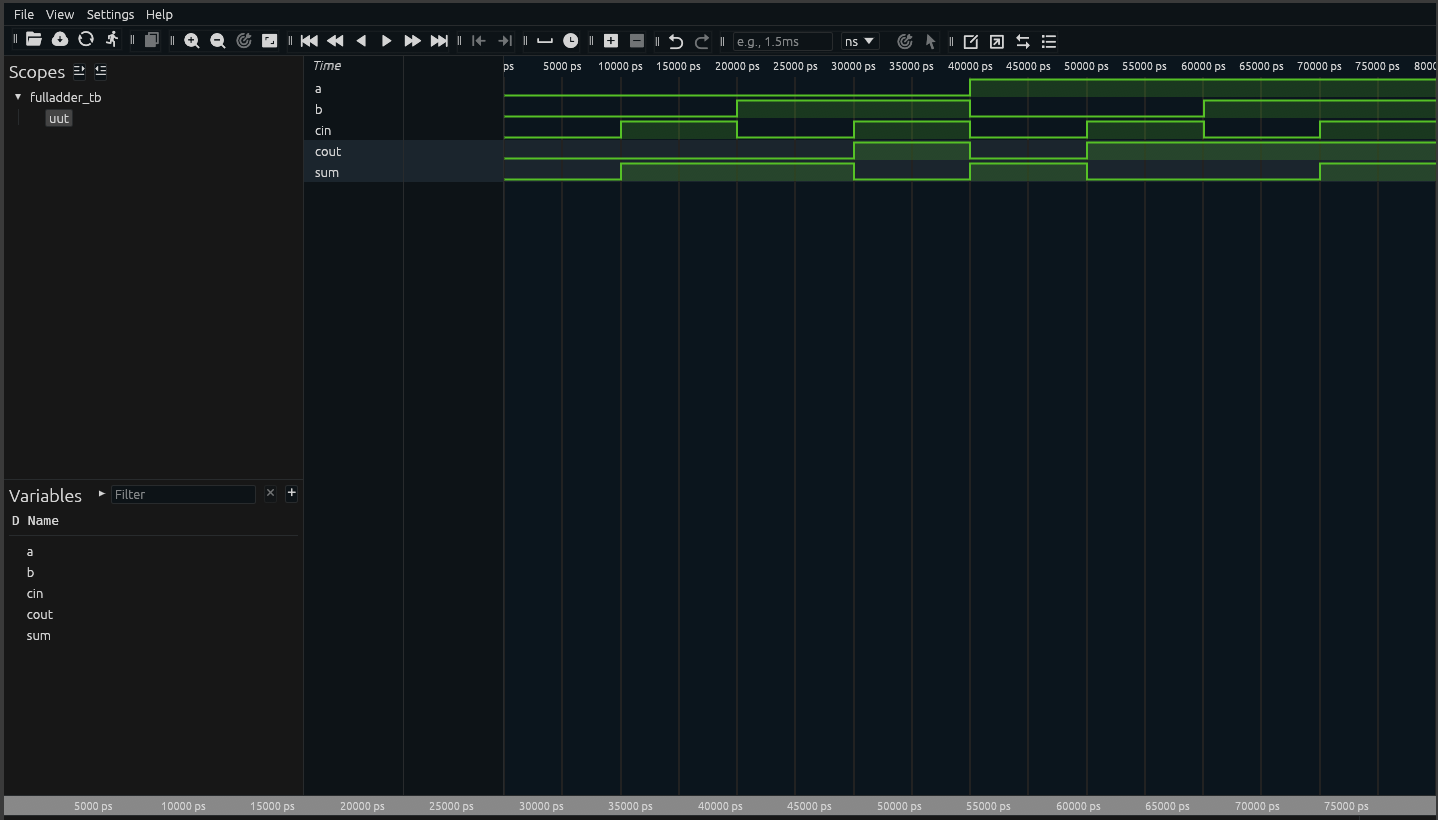 File View Settings Help
e.g., 1.5ms ns
Scopes
fulladder_tb
uut
Time
ps 5000 ps 10000 ps 15000 ps 20000 ps 25000 ps 30000 ps 35000 ps 40000 ps 45000 ps 50000 ps 55000 ps 60000 ps 65000 ps 70000 ps 75000 ps 8000
a
b
cin
cout
sum
Variables Filter
D Name
a
b
cin
cout
sum
5000 ps 10000 ps 15000 ps 20000 ps 25000 ps 30000 ps 35000 ps 40000 ps 45000 ps 50000 ps 55000 ps 60000 ps 65000 ps 70000 ps 75000 ps